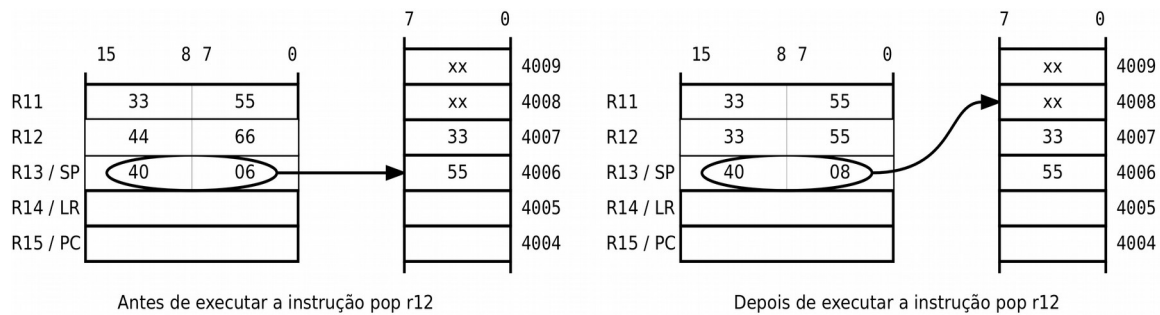 7 0 7 0
15 8 7 0 15 8 7 0
xx 4009 xx 4009
R11 33 55 xx 4008 R11 33 55 xx 4008
R12 44 66 33 4007 R12 33 55 33 4007
R13 / SP 40 06 55 4006 R13 / SP 40 08 55 4006
R14 / LR 4005 R14 / LR 4005
R15 / PC 4004 R15 / PC 4004
Antes de executar a instrução pop r12 Depois de executar a instrução pop r12